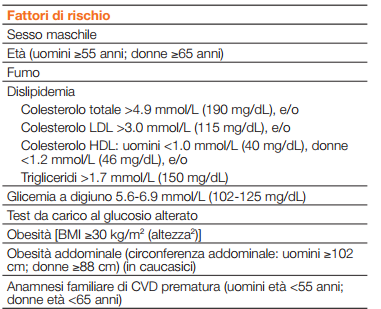 Fattori di rischio
Sesso maschile
Età (uomini ≥55 anni; donne ≥65 anni)
Fumo
Dislipidemia
Colesterolo totale >4.9 mmol/L (190 mg/dL), e/o
Colesterolo LDL >3.0 mmol/L (115 mg/dL), e/o
Colesterolo HDL: uomini <1.0 mmol/L (40 mg/dL), donne
<1.2 mmol/L (46 mg/dL), e/o
Trigliceridi >1.7 mmol/L (150 mg/dL)
Glicemia a digiuno 5.6-6.9 mmol/L (102-125 mg/dL)
Test da carico al glucosio alterato
Obesità [BMI ≥30 kg/m² (altezza²)]
Obesità addominale (circonferenza addominale: uomini ≥102
cm; donne ≥88 cm) (in caucasici)
Anamnesi familiare di CVD prematura (uomini età <55 anni;
donne età <65 anni)